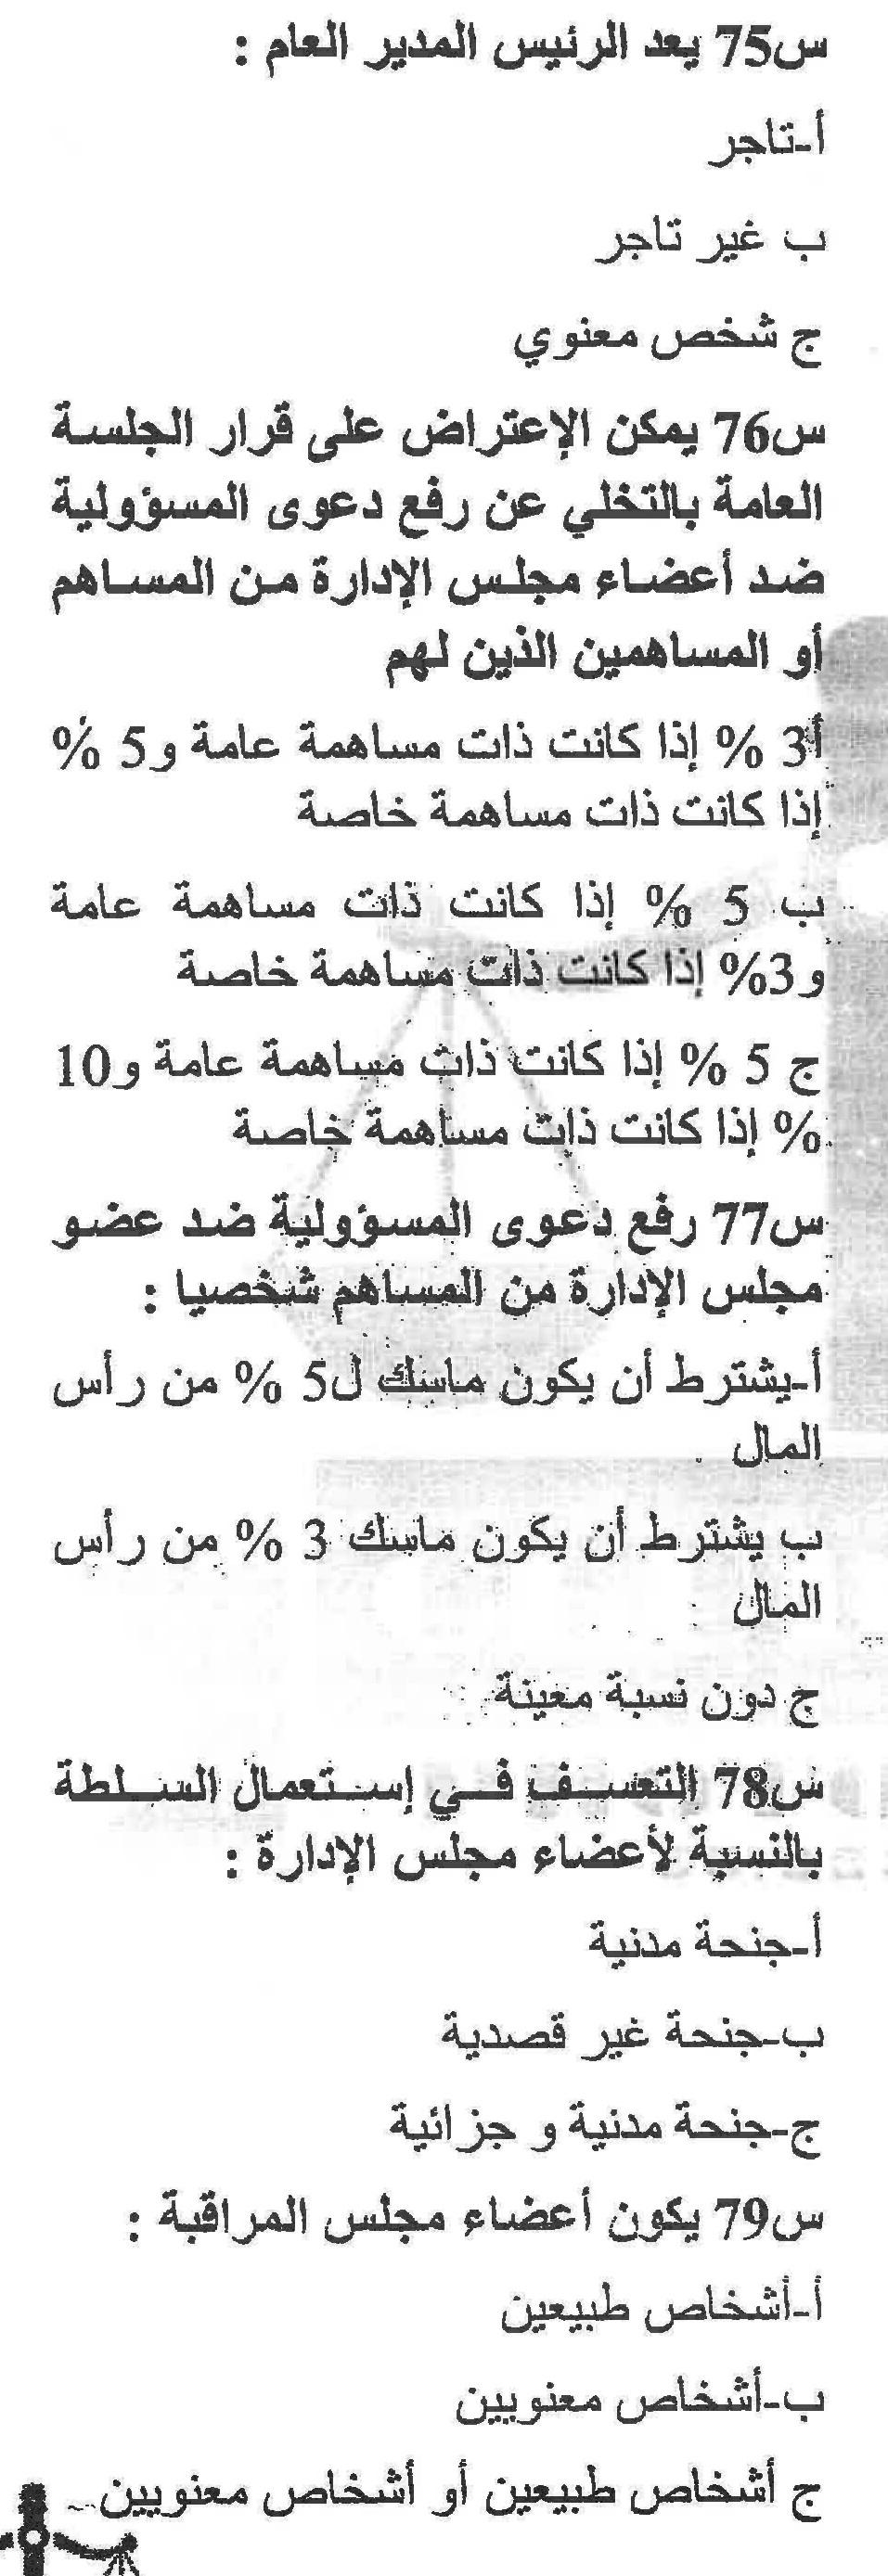 س75 يعد الرئيس المدير العام :
أ-تاجر
ب غير تاجر
ج شخص معنوي
س76 يمكن الإعتراض على قرار الجلسة
العامة بالتخلي عن رفع دعوى المسؤولية
ضد أعضاء مجلس الإدارة من المساهم
أو المساهمين الذين لهم
أ3 % إذا كانت ذات مساهمة عامة و5 %
إذا كانت ذات مساهمة خاصة
ب 5 % إذا كانت ذات مساهمة عامة
و3% إذا كانت ذات مساهمة خاصة
ج 5 % إذا كانت ذات مساهمة عامة و10
% إذا كانت ذات مساهمة خاصة
س77 رفع دعوى المسؤولية ضد عضو
مجلس الإدارة من المساهم شخصيا :
أ-يشترط أن يكون ماسك ل5 % من رأس
المال
ب يشترط أن يكون ماسك 3 % من رأس
المال
ج دون نسبة معينة
س78 التعسف في إستعمال السلطة
بالنسبة لأعضاء مجلس الإدارة :
أ-جنحة مدنية
ب-جنحة غير قصدية
ج-جنحة مدنية و جزائية
س79 يكون أعضاء مجلس المراقبة :
أ-أشخاص طبيعين
ب-أشخاص معنويين
ج أشخاص طبيعين أو أشخاص معنويين